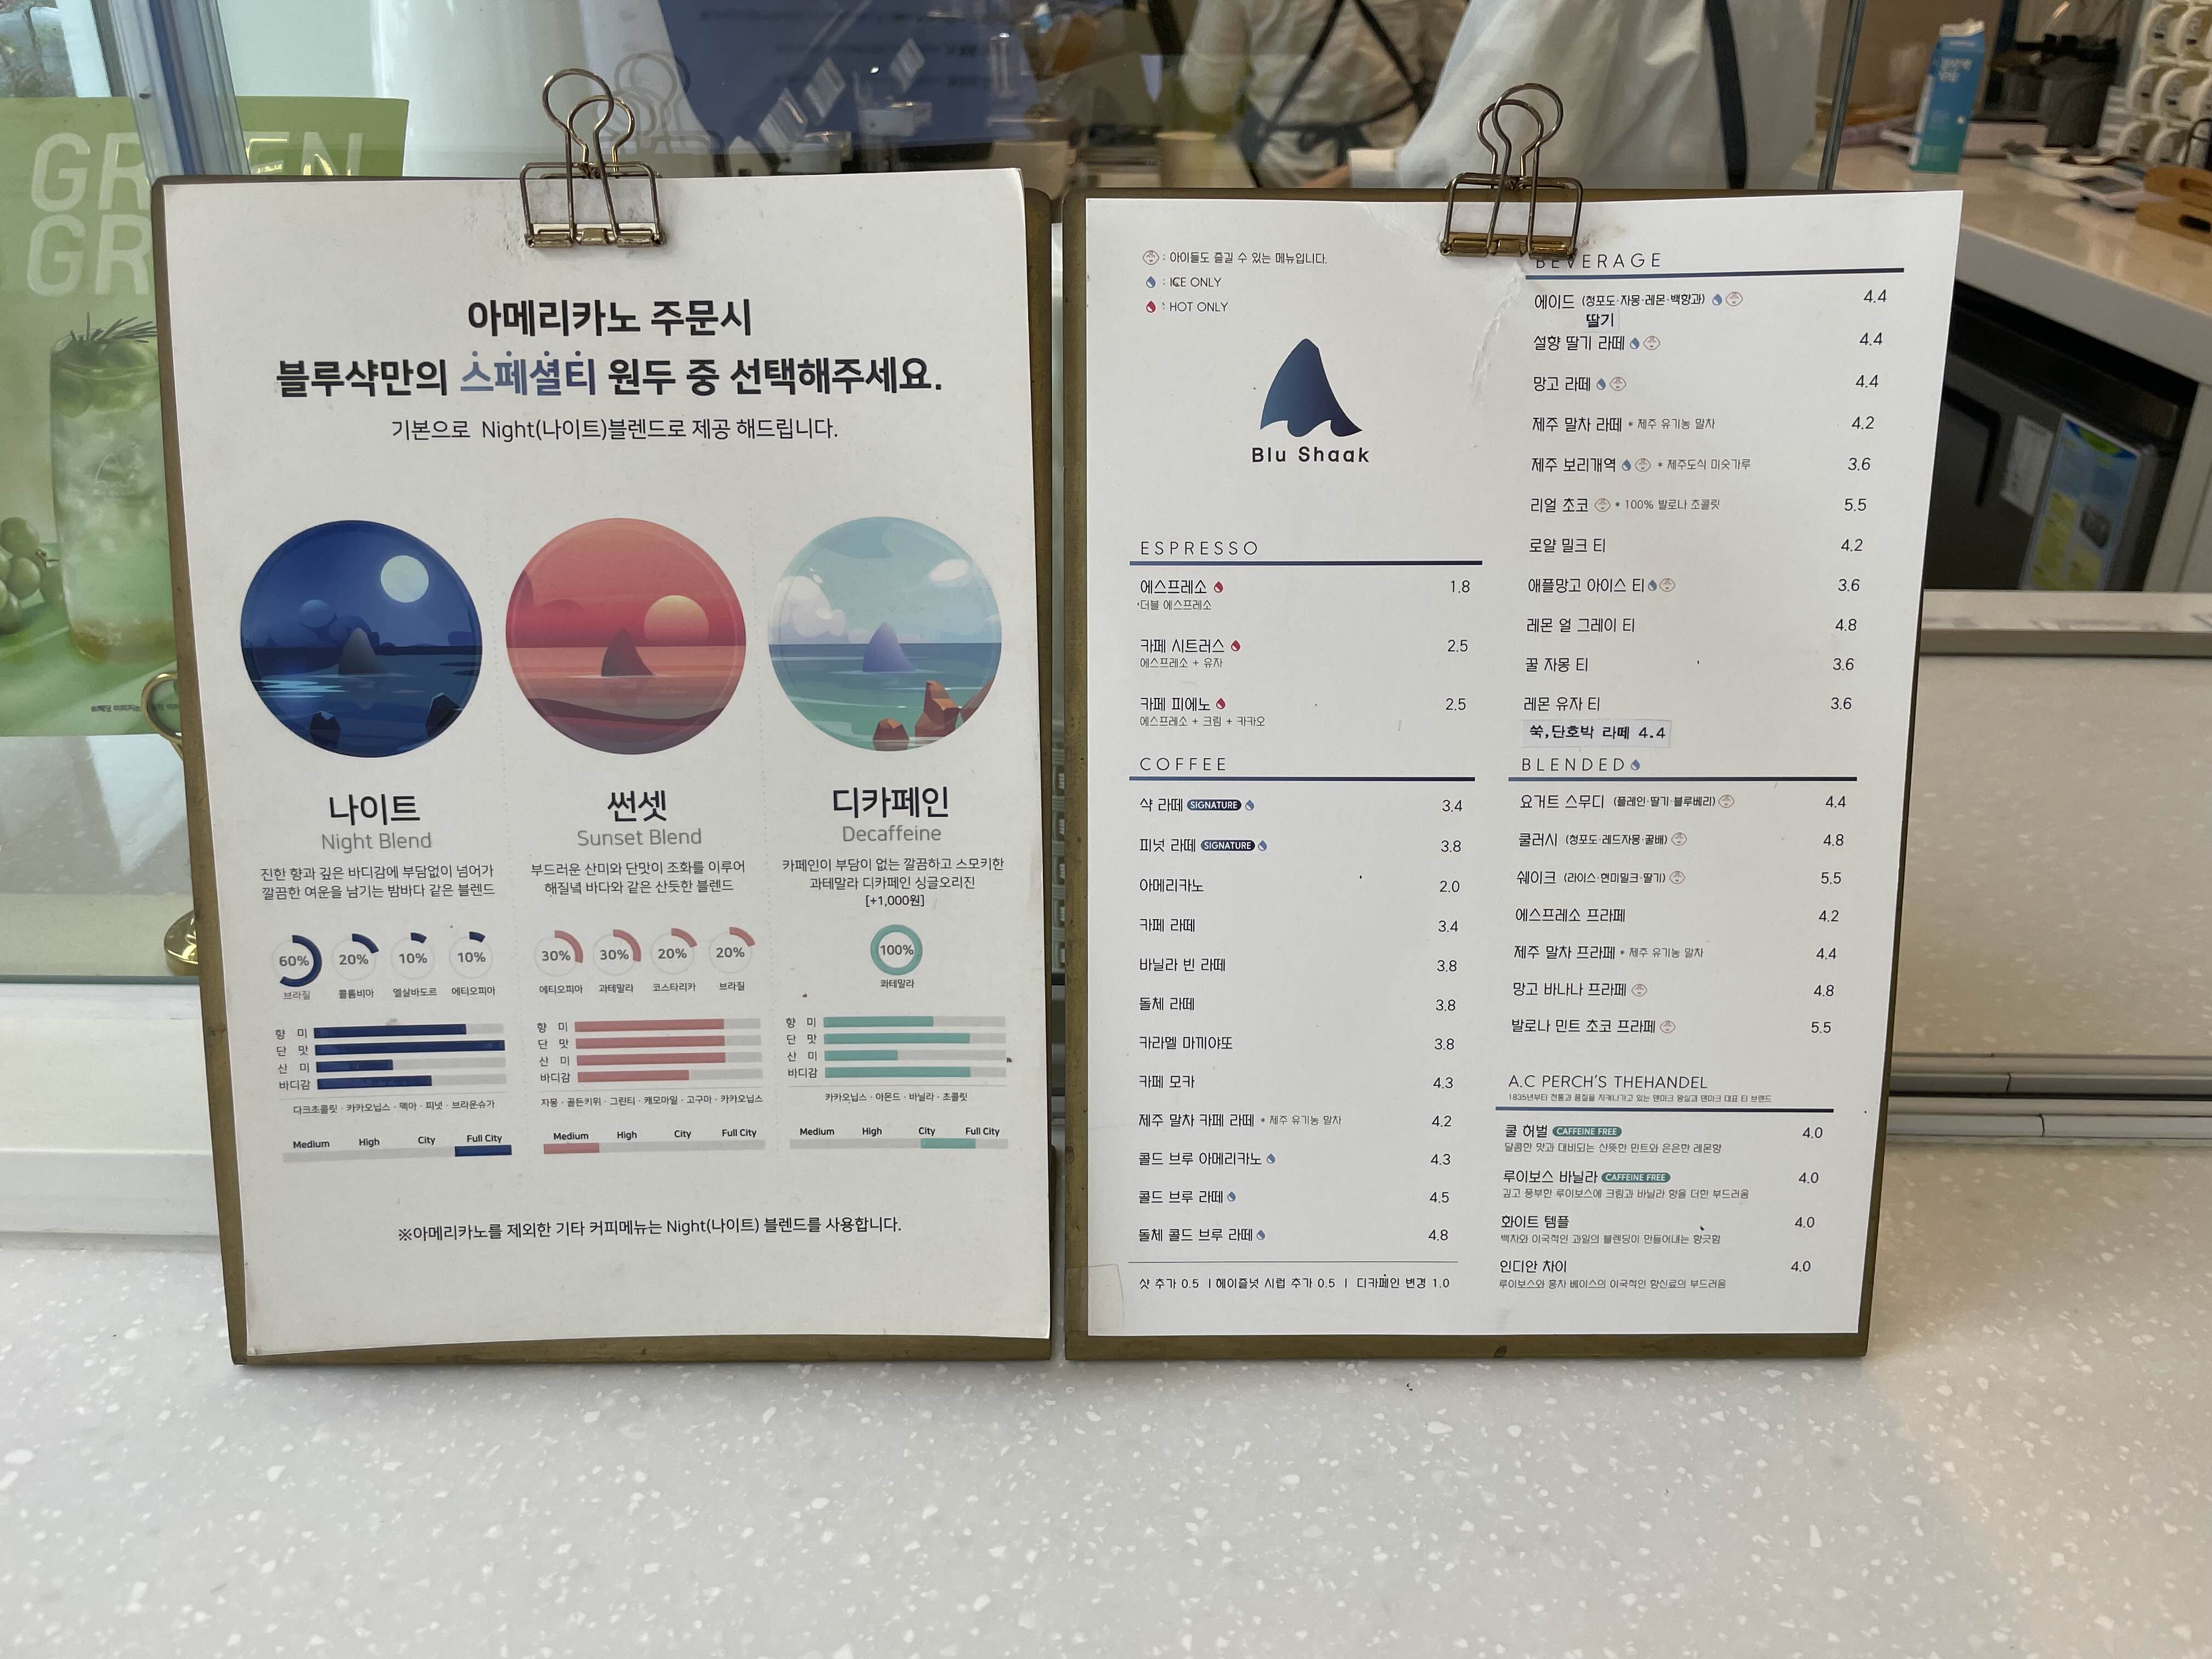 GREEN
GR
아메리카노 주문시
블루샥만의 스페셜티 원두 중 선택해주세요.
기본으로 Night(나이트)블렌드로 제공 해드립니다.
나이트
Night Blend
진한 향과 깊은 바디감에 부담없이 넘어가
깔끔한 여운을 남기는 밤바다 같은 블렌드
60% 20% 10% 10%
브라질 콜롬비아 엘살바도르 에티오피아
향 미
단 맛
산 미
바디감
다크초콜릿 · 카카오닙스 · 맥아 · 피넛 · 브라운슈가
Medium High City Full City
썬셋
Sunset Blend
부드러운 산미와 단맛이 조화를 이루어
해질녘 바다와 같은 산듯한 블렌드
30% 30% 20% 20%
에티오피아 과테말라 코스타리카 브라질
향 미
단 맛
산 미
바디감
자몽 · 골든키위 · 그린티 · 캐모마일 · 고구마 · 카카오닙스
Medium High City Full City
디카페인
Decaffeine
카페인이 부담이 없는 깔끔하고 스모키한
과테말라 디카페인 싱글오리진
[+1,000원]
100%
콰테말라
향 미
단 맛
산 미
바디감
카카오닙스 · 아몬드 · 바닐라 · 초콜릿
Medium High City Full City
※아메리카노를 제외한 기타 커피메뉴는 Night(나이트) 블렌드를 사용합니다.
: 아이들도 즐길 수 있는 메뉴입니다.
: ICE ONLY
: HOT ONLY
Blu Shaak
ESPRESSO
에스프레소 1.8
*더블 에스프레소
카페 시트러스 2.5
에스프레소 + 유자
카페 피에노 2.5
에스프레소 + 크림 + 카카오
COFFEE
샥 라떼 SIGNATURE 3.4
피넛 라떼 SIGNATURE 3.8
아메리카노 2.0
카페 라떼 3.4
바닐라 빈 라떼 3.8
돌체 라떼 3.8
카라멜 마끼야또 3.8
카페 모카 4.3
제주 말차 카페 라떼 * 제주 유기농 말차 4.2
콜드 브루 아메리카노 4.3
콜드 브루 라떼 4.5
돌체 콜드 브루 라떼 4.8
샷 추가 0.5 | 헤이즐넛 시럽 추가 0.5 | 디카페인 변경 1.0
BEVERAGE
에이드 (청포도·자몽·레몬·백향과) 4.4
딸기
설향 딸기 라떼 4.4
망고 라떼 4.4
제주 말차 라떼 * 제주 유기농 말차 4.2
제주 보리개역 * 제주도식 미숫가루 3.6
리얼 초코 * 100% 발로나 초콜릿 5.5
로얄 밀크 티 4.2
애플망고 아이스 티 3.6
레몬 얼 그레이 티 4.8
꿀 자몽 티 3.6
레몬 유자 티 3.6
쑥,단호박 라떼 4.4
BLENDED
요거트 스무디 (플레인·딸기·블루베리) 4.4
쿨러시 (청포도·레드자몽·꿀배) 4.8
쉐이크 (라이스·현미밀크·딸기) 5.5
에스프레소 프라페 4.2
제주 말차 프라페 * 제주 유기농 말차 4.4
망고 바나나 프라페 4.8
발로나 민트 초코 프라페 5.5
A.C PERCH'S THEHANDEL
1835년부터 전통과 품질을 지켜나가고 있는 덴마크 왕실과 덴마크 대표 티 브랜드
쿨 허벌 CAFFEINE FREE 4.0
달콤한 맛과 대비되는 산뜻한 민트와 은은한 레몬향
루이보스 바닐라 CAFFEINE FREE 4.0
깊고 풍부한 루이보스에 크림과 바닐라 향을 더한 부드러움
화이트 템플 4.0
백차와 이국적인 과일의 블렌딩이 만들어내는 향긋함
인디안 차이 4.0
루이보스와 홍차 베이스의 이국적인 향신료의 부드러움